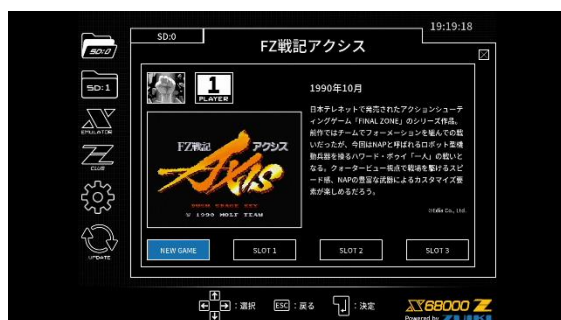 19:19:18
SD:0
FZ戦記アクシス
SD:0
SD:1
EMULATOR
Z CLUB
UPDATE
1
PLAYER
1990年10月
日本テレネットで発売されたアクションシューテ
ィングゲーム「FINAL ZONE」のシリーズ作品。
前作ではチームでフォーメーションを組んでの戦
いだったが、今回はNAPと呼ばれるロボット型機
動兵器を操るハワード・ボウイ「一人」の戦いと
なる。クォータービュー視点で戦場を駆けるスピ
ード感、NAPの豊富な武器によるカスタマイズ要
素が楽しめるだろう。
©Edia Co., Ltd.
FZ戦記 アクシス
AXIS
PUSH SPACE KEY
© 1990 WOLF TEAM
NEW GAME
SLOT 1
SLOT 2
SLOT 3
:選択 ESC :戻る :決定
X68000 Z
Powered by ZUIKI